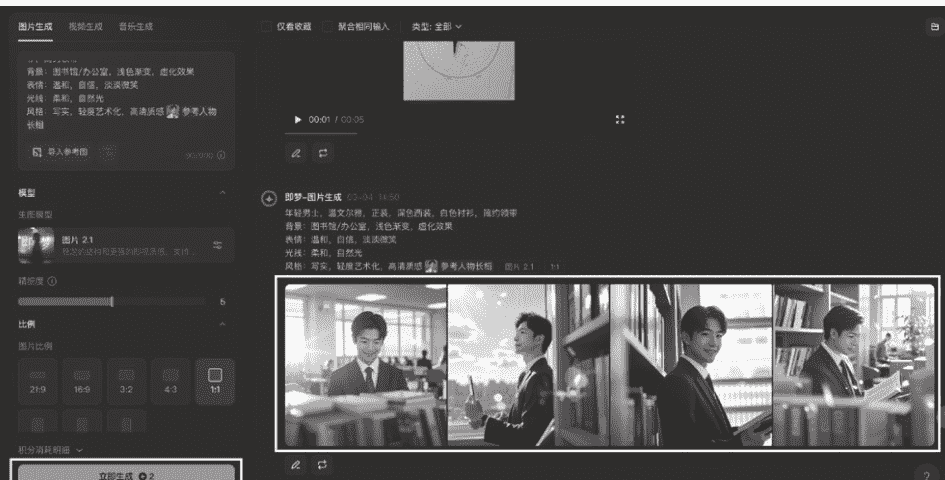 图片生成 视频生成 音乐生成
背景：图书馆/办公室，浅色渐变，虚化效果
表情：温和，自信，淡淡微笑
光线：柔和，自然光
风格：写实，轻度艺术化，高清质感 参考人物
长相
导入参考图
模型
生图模型
图片 2.1
精细度
5
比例
图片比例
21:9 16:9 3:2 4:3 1:1
积分消耗明细
立即生成 2
仅看收藏 聚合相同输入 类型: 全部
00:01 / 00:05
即梦-图片生成
年轻男士，温文尔雅，正装，深色西装，白色衬衫，简约领带
背景：图书馆/办公室，浅色渐变，虚化效果
表情：温和，自信，淡淡微笑
光线：柔和，自然光
风格：写实，轻度艺术化，高清质感 参考人物长相 图片 2.1 1:1
?